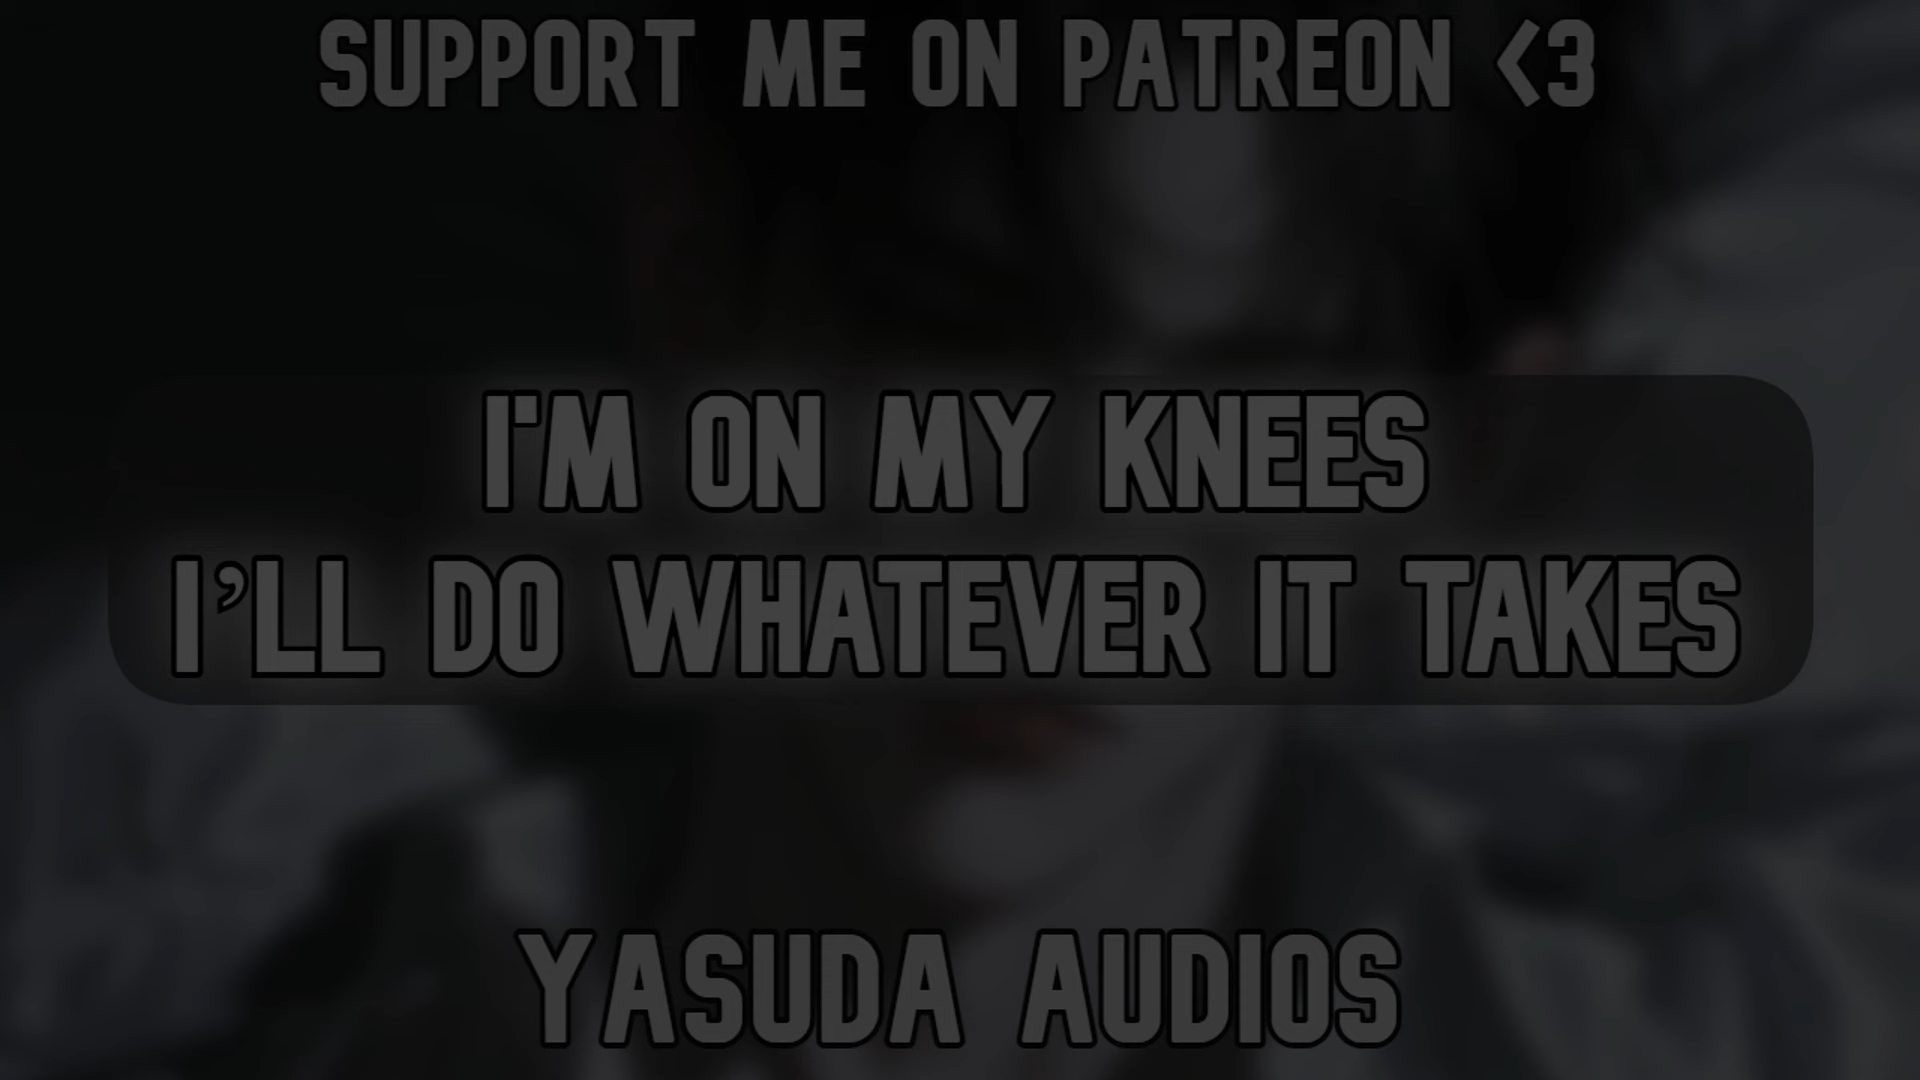 SUPPORT ME ON PATREON <3
I'M ON MY KNEES
I'LL DO WHATEVER IT TAKES
YASUDA AUDIOS